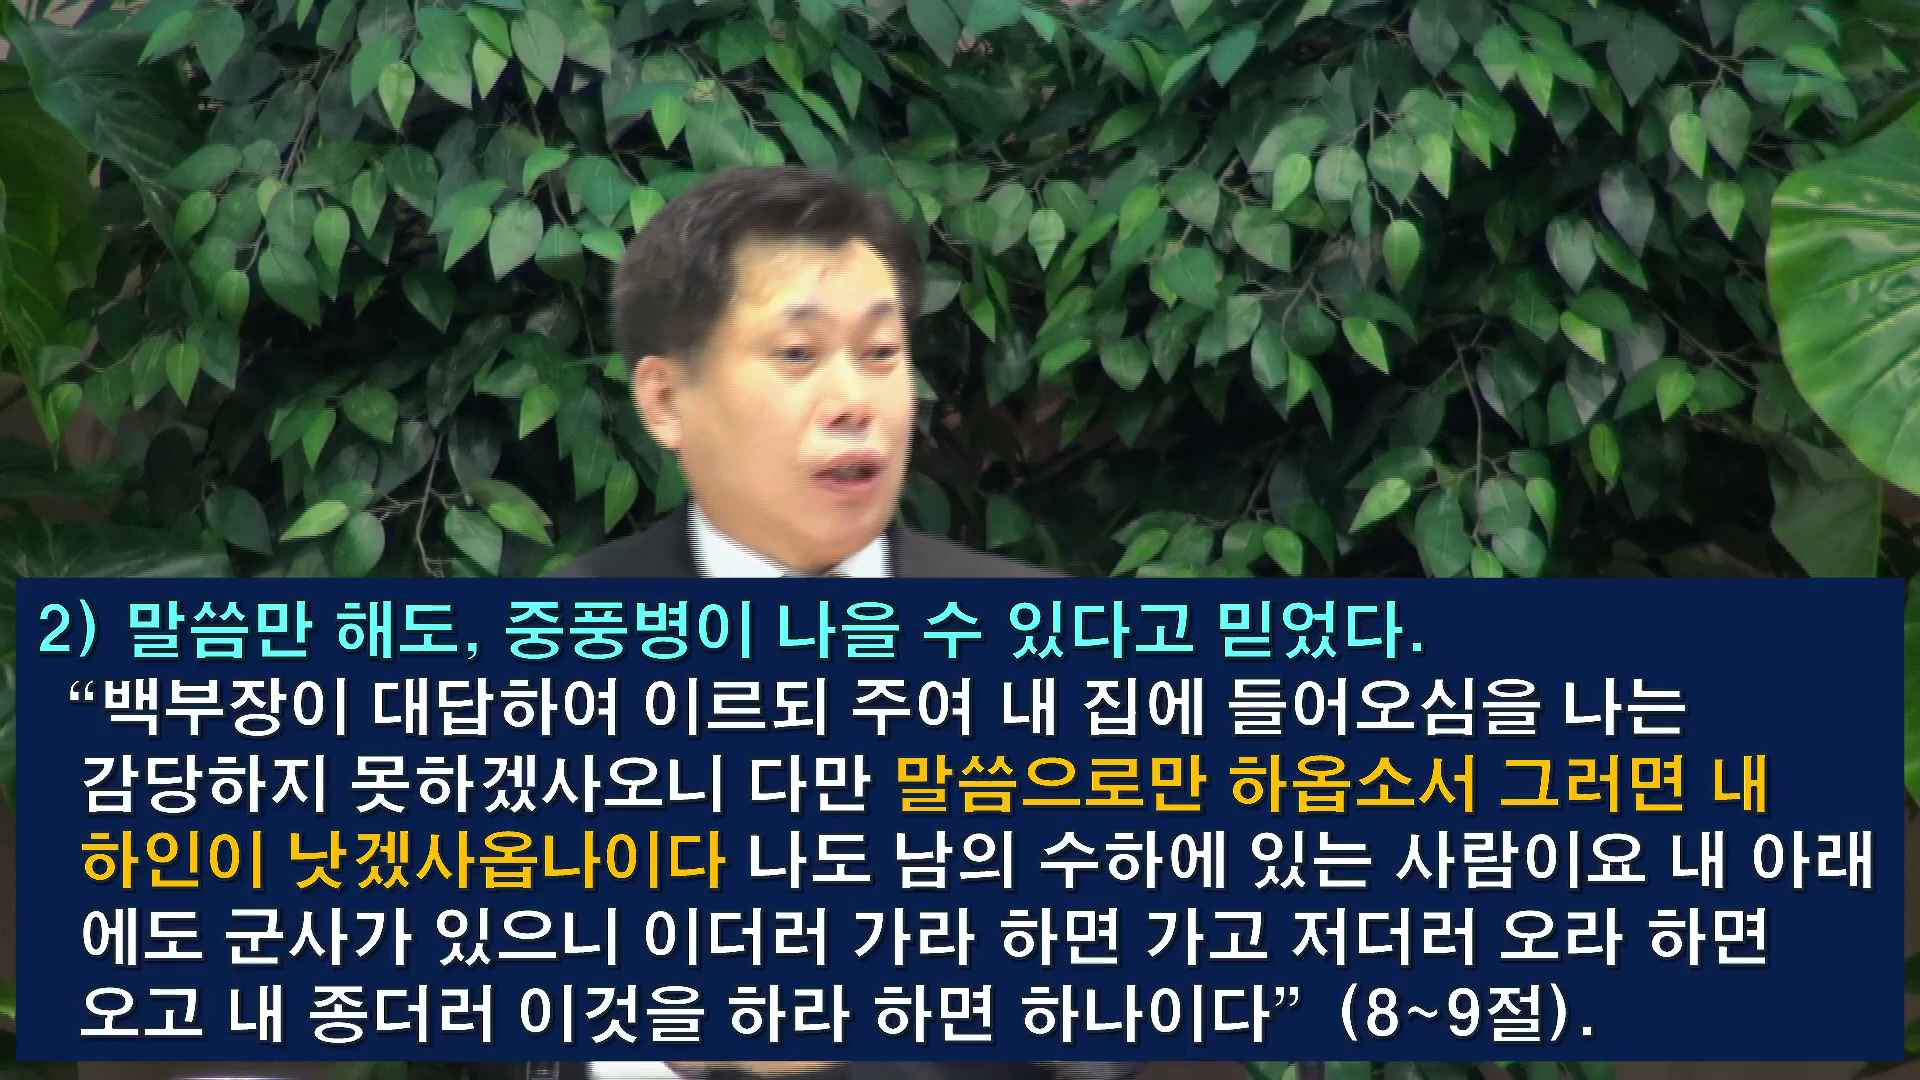 2) 말씀만 해도, 중풍병이 나을 수 있다고 믿었다.
“백부장이 대답하여 이르되 주여 내 집에 들어오심을 나는
감당하지 못하겠사오니 다만 말씀으로만 하옵소서 그러면 내
하인이 낫겠사옵나이다 나도 남의 수하에 있는 사람이요 내 아래
에도 군사가 있으니 이더러 가라 하면 가고 저더러 오라 하면
오고 내 종더러 이것을 하라 하면 하나이다” (8~9절).